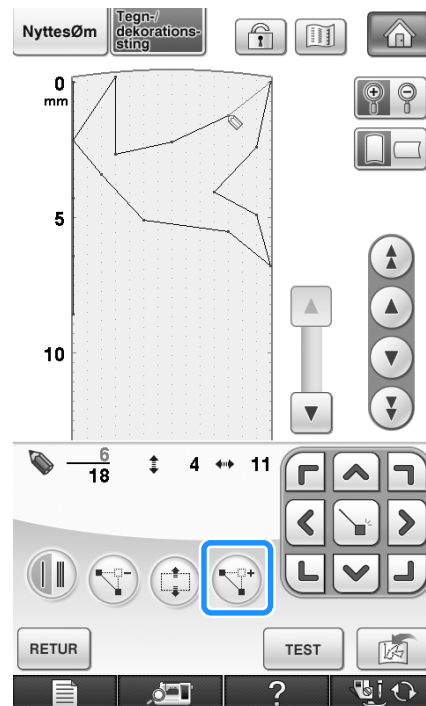 NyttesØm
Tegn-/
dekorations-
sting
0
mm
5
10
6
18
4
11
RETUR
TEST
?